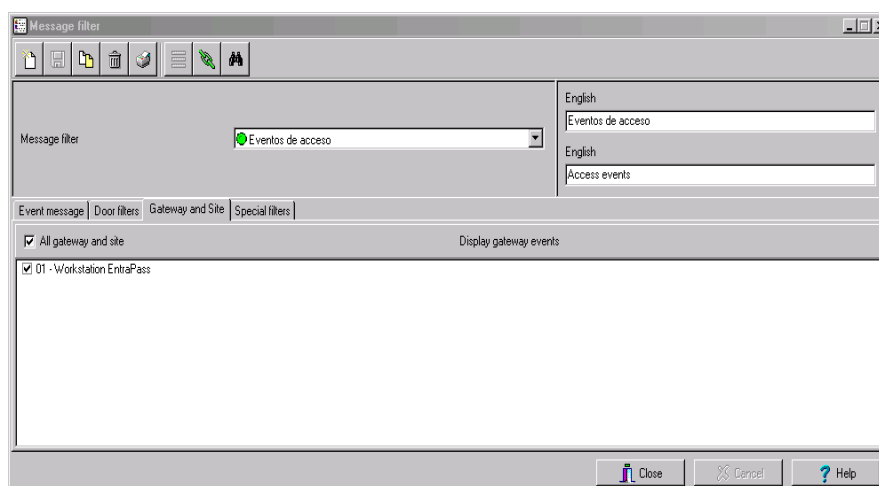 Message filter
English
Eventos de acceso
Message filter
Eventos de acceso
English
Access events
Event message
Door filters
Gateway and Site
Special filters
All gateway and site
Display gateway events
01 - Workstation EntraPass
Close
Cancel
Help